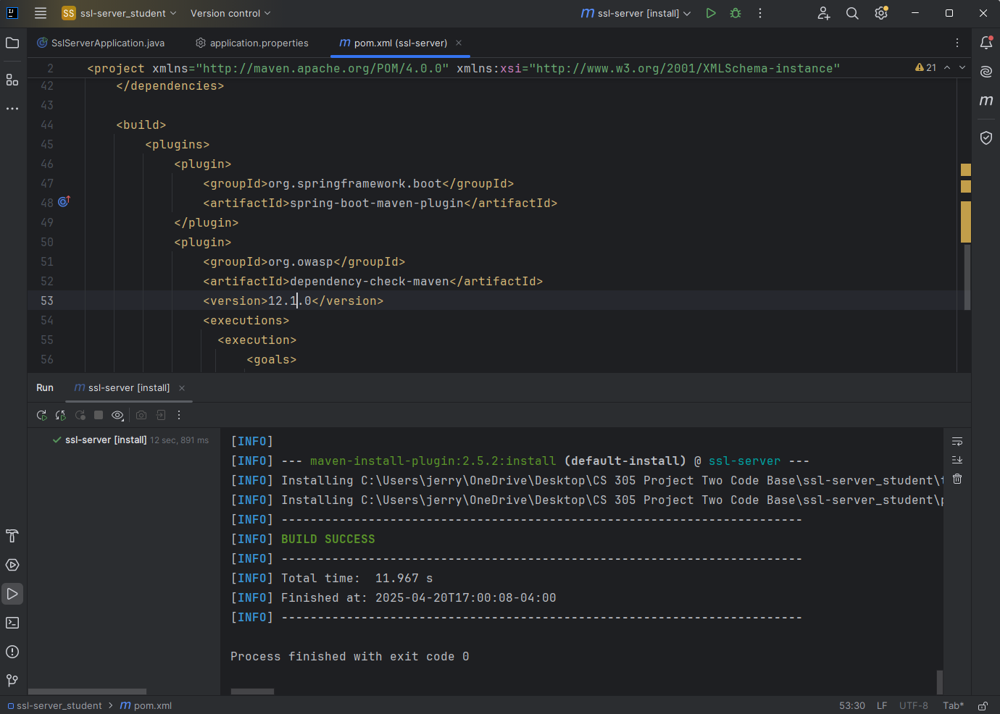 SS ssl-server_student Version control ssl-server [install]
SslServerApplication.java application.properties pom.xml (ssl-server)
2 <project xmlns="http://maven.apache.org/POM/4.0.0" xmlns:xsi="http://www.w3.org/2001/XMLSchema-instance" 21
42 </dependencies>
43
44 <build>
45 <plugins>
46 <plugin>
47 <groupId>org.springframework.boot</groupId>
48 <artifactId>spring-boot-maven-plugin</artifactId>
49 </plugin>
50 <plugin>
51 <groupId>org.owasp</groupId>
52 <artifactId>dependency-check-maven</artifactId>
53 <version>12.1.0</version>
54 <executions>
55 <execution>
56 <goals>
Run ssl-server [install]
ssl-server [install] 12 sec, 891 ms
[INFO]
[INFO] --- maven-install-plugin:2.5.2:install (default-install) @ ssl-server ---
[INFO] Installing C:\Users\jerry\OneDrive\Desktop\CS 305 Project Two Code Base\ssl-server_student\
[INFO] Installing C:\Users\jerry\OneDrive\Desktop\CS 305 Project Two Code Base\ssl-server_student\
[INFO] ------------------------------------------------------------------------
[INFO] BUILD SUCCESS
[INFO] ------------------------------------------------------------------------
[INFO] Total time:  11.967 s
[INFO] Finished at: 2025-04-20T17:00:08-04:00
[INFO] ------------------------------------------------------------------------
Process finished with exit code 0
ssl-server_student > pom.xml 53:30 LF UTF-8 Tab*